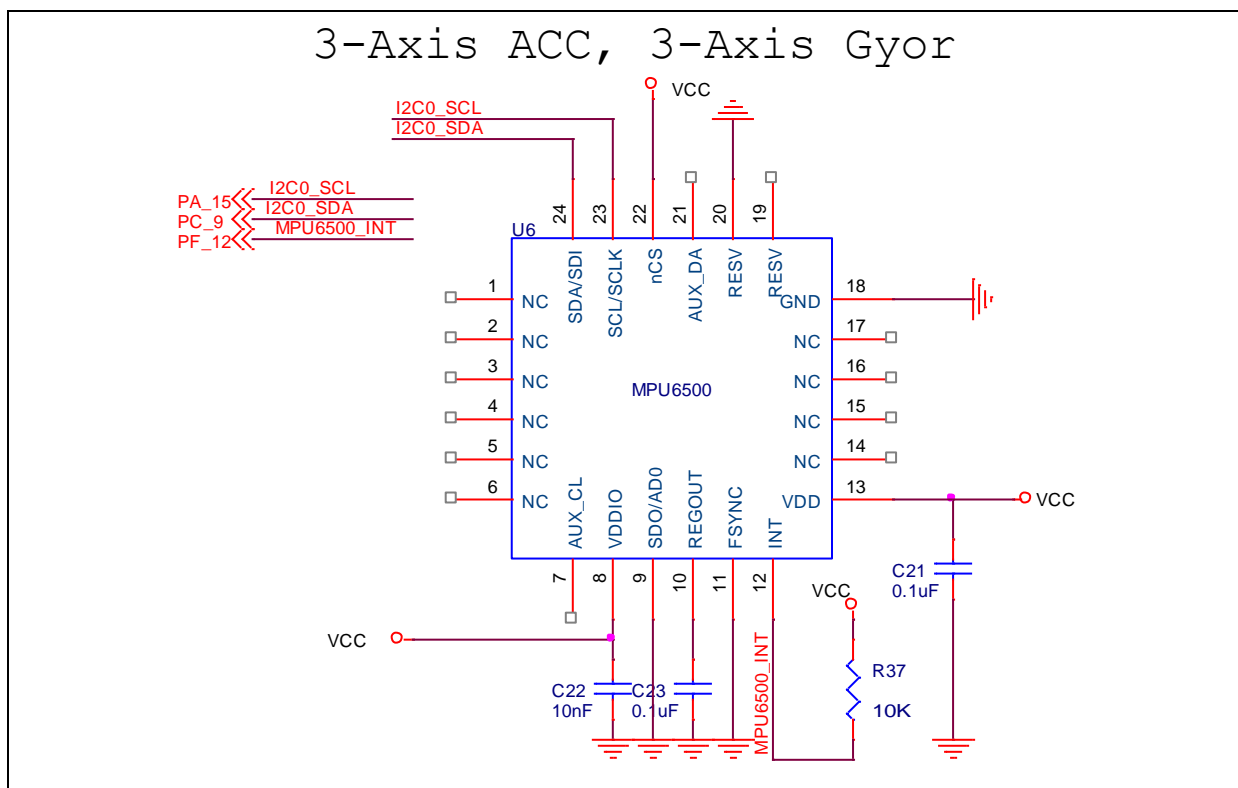 3-Axis ACC, 3-Axis Gyor
VCC
I2C0_SCL
I2C0_SDA
PA_15 I2C0_SCL
PC_9 I2C0_SDA
PF_12 MPU6500_INT
24 23 22 21 20 19
U6
SDA/SDI SCL/SCLK nCS AUX_DA RESV RESV
1 NC
2 NC
3 NC
4 NC
5 NC
6 NC
MPU6500
GND 18
NC 17
NC 16
NC 15
NC 14
VDD 13
VCC
AUX_CL VDDIO SDO/AD0 REGOUT FSYNC INT
7 8 9 10 11 12
C21
0.1uF
VCC
VCC
MPU6500_INT
R37
10K
C22
10nF
C23
0.1uF